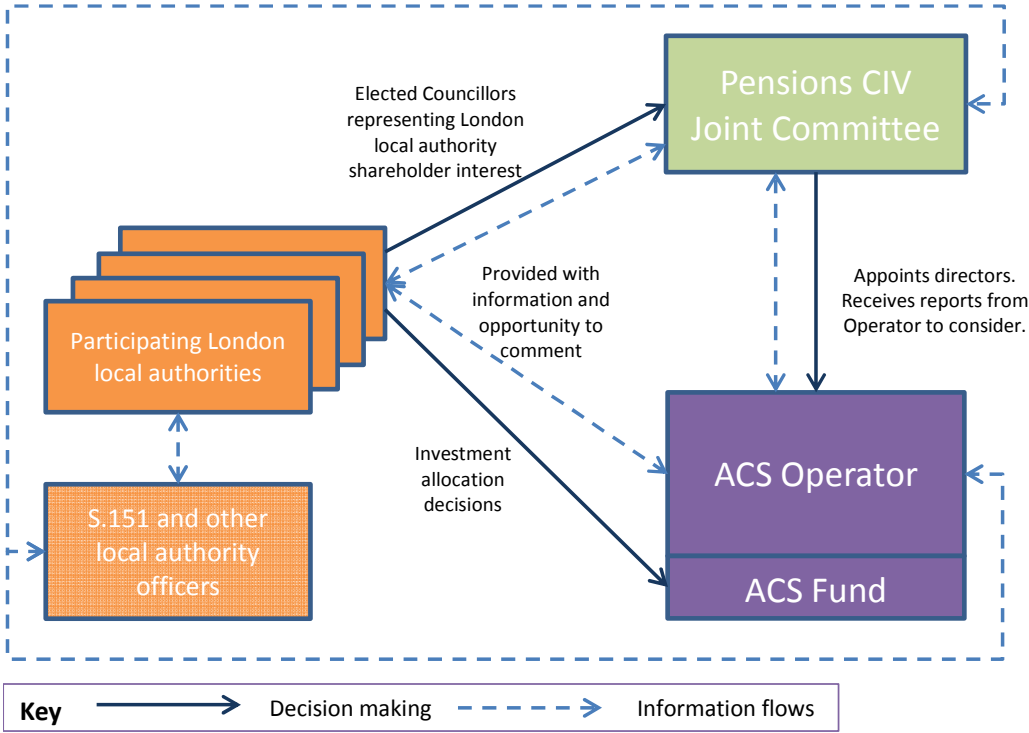 Pensions CIV
Joint Committee
Elected Councillors
representing London
local authority
shareholder interest
Provided with
information and
opportunity to
comment
Appoints directors.
Receives reports from
Operator to consider.
Participating London
local authorities
Investment
allocation
decisions
ACS Operator
S.151 and other
local authority
officers
ACS Fund
Key Decision making Information flows